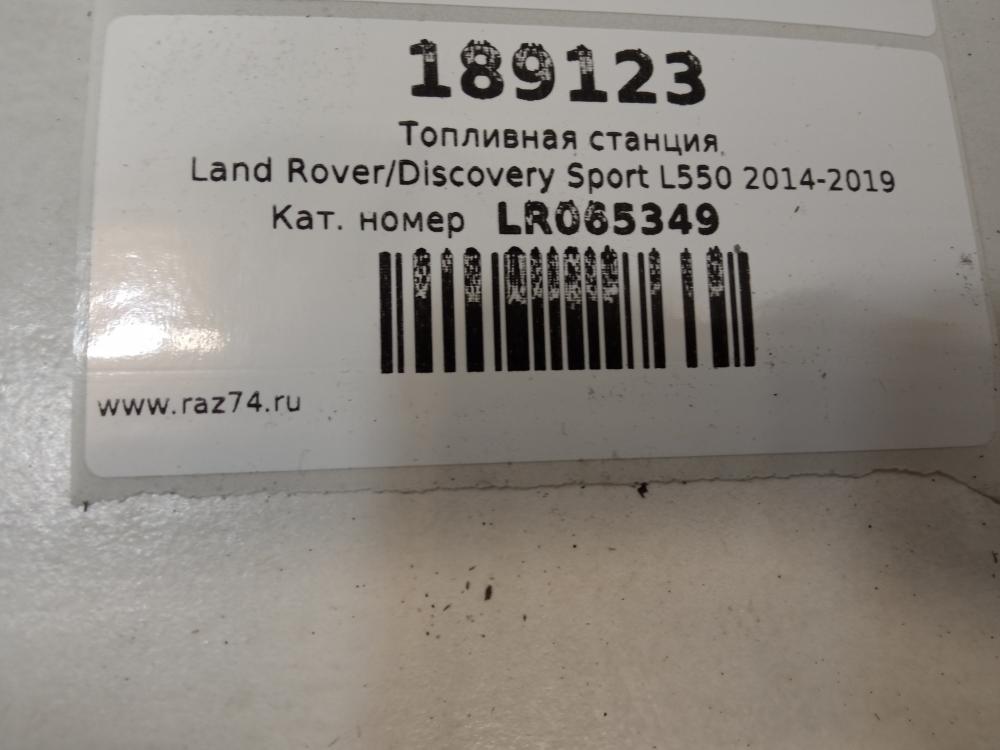 189123
Топливная станция,
Land Rover/Discovery Sport L550 2014-2019
Кат. номер LR065349
www.raz74.ru